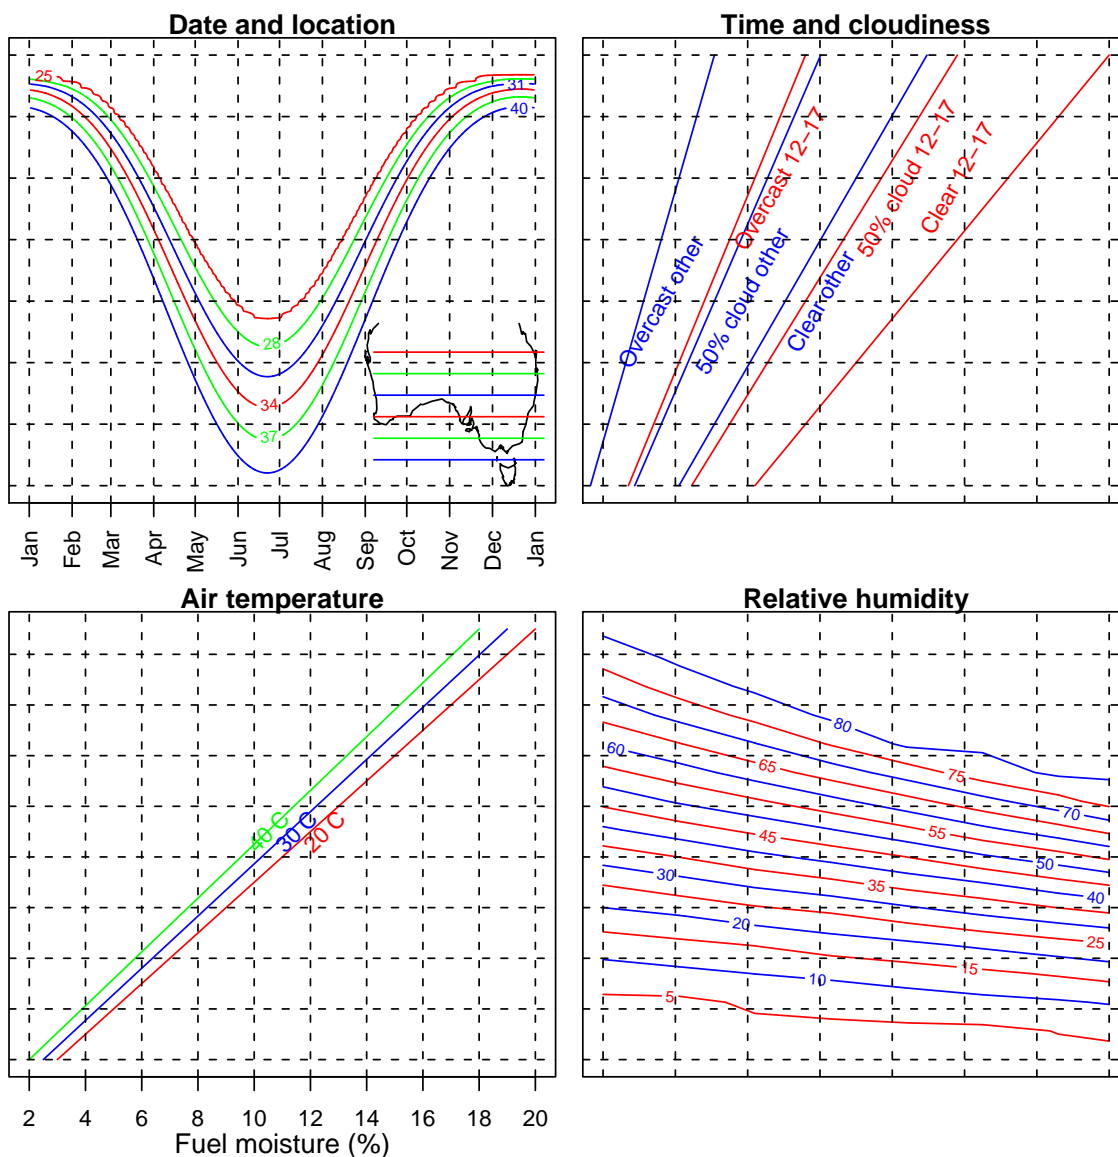 Date and location
Time and cloudiness
25
31
40
28
34
37
Overcast other
Overcast 12−17
50% cloud other
Clear other
50% cloud 12−17
Clear 12−17
Jan Feb Mar Apr May Jun Jul Aug Sep Oct Nov Dec Jan
Air temperature
Relative humidity
40 C
30 C
20 C
80
75
70
65
60
55
50
45
40
35
30
25
20
15
10
5
2 4 6 8 10 12 14 16 18 20
Fuel moisture (%)